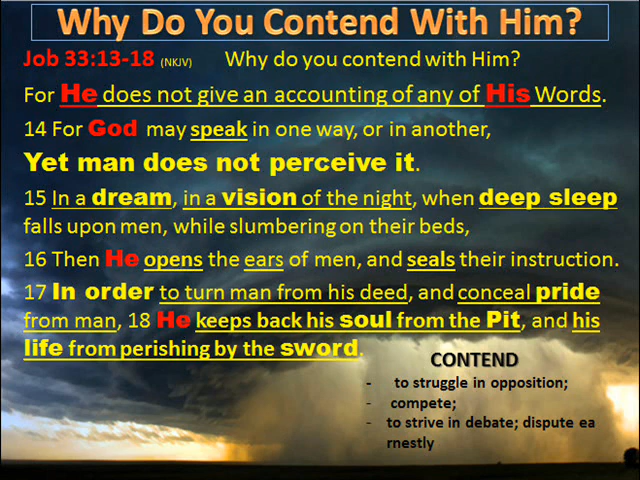 Why Do You Contend With Him?
Job 33:13-18 (NKJV) Why do you contend with Him?
For He does not give an accounting of any of His Words.
14 For God may speak in one way, or in another,
Yet man does not perceive it.
15 In a dream, in a vision of the night, when deep sleep
falls upon men, while slumbering on their beds,
16 Then He opens the ears of men, and seals their instruction.
17 In order to turn man from his deed, and conceal pride
from man, 18 He keeps back his soul from the Pit, and his
life from perishing by the sword.
CONTEND
- to struggle in opposition;
- compete;
- to strive in debate; dispute ea
rnestly